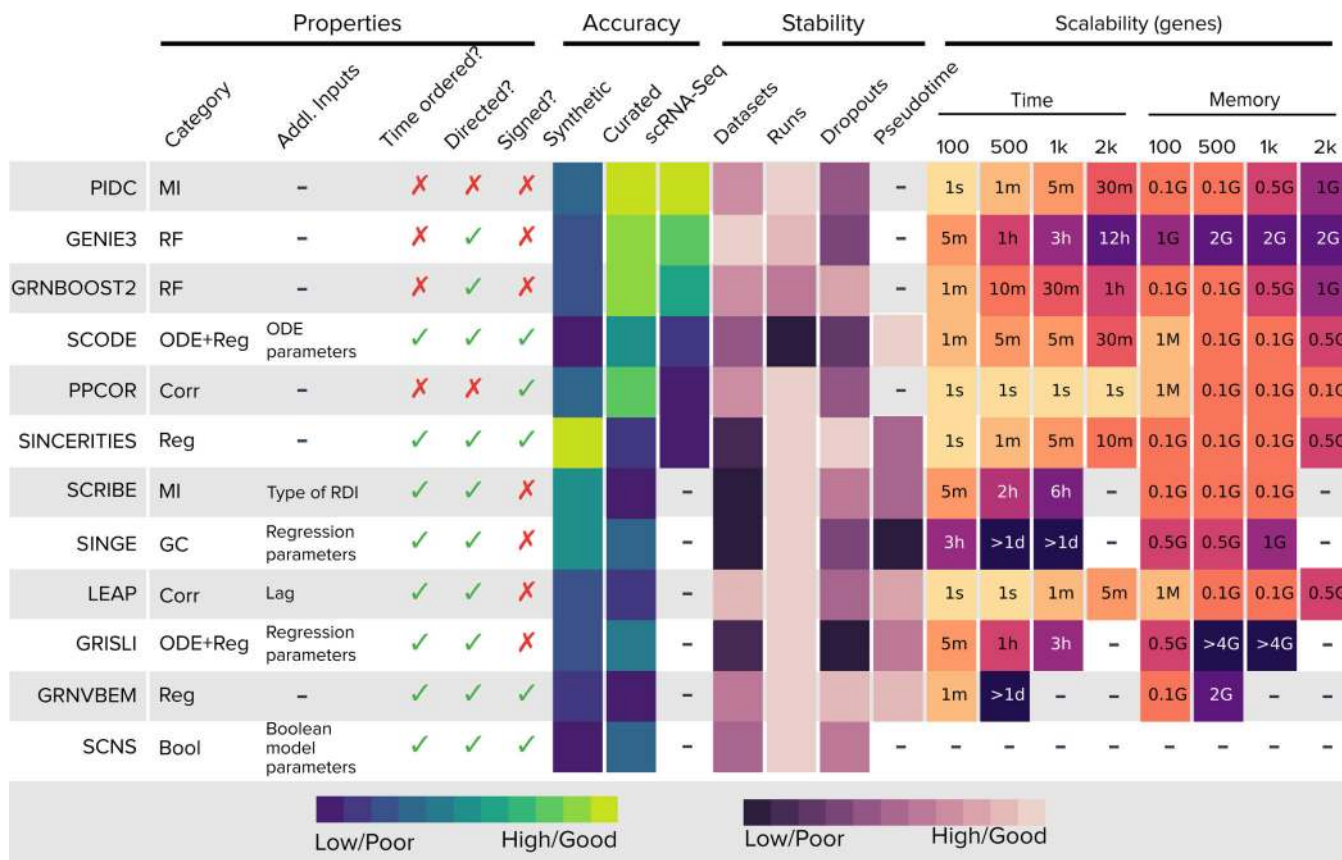 Properties Accuracy Stability Scalability (genes)
Category Addl. Inputs Time ordered? Directed? Signed? Synthetic Curated scRNA-Seq Datasets Runs Dropouts Pseudotime Time Memory
100 500 1k 2k 100 500 1k 2k
PIDC MI – ✗ ✗ ✗ – 1s 1m 5m 30m 0.1G 0.1G 0.5G 1G
GENIE3 RF – ✗ ✓ ✗ – 5m 1h 3h 12h 1G 2G 2G 2G
GRNBOOST2 RF – ✗ ✓ ✗ – 1m 10m 30m 1h 0.1G 0.1G 0.5G 1G
SCODE ODE+Reg ODE parameters ✓ ✓ ✓ 1m 5m 5m 30m 1M 0.1G 0.1G 0.5G
PPCOR Corr – ✗ ✗ ✓ – 1s 1s 1s 1s 1M 0.1G 0.1G 0.1G
SINCERITIES Reg – ✓ ✓ ✓ 1s 1m 5m 10m 0.1G 0.1G 0.1G 0.5G
SCRIBE MI Type of RDI ✓ ✓ ✗ – 5m 2h 6h – 0.1G 0.1G 0.1G –
SINGE GC Regression parameters ✓ ✓ ✗ – 3h >1d >1d – 0.5G 0.5G 1G –
LEAP Corr Lag ✓ ✓ ✗ – 1s 1s 1m 5m 1M 0.1G 0.1G 0.5G
GRISLI ODE+Reg Regression parameters ✓ ✓ ✗ – 5m 1h 3h – 0.5G >4G >4G –
GRNVBEM Reg – ✓ ✓ ✓ – 1m >1d – – 0.1G 2G – –
SCNS Bool Boolean model parameters ✓ ✓ ✓ – – – – – – – – – –
Low/Poor High/Good Low/Poor High/Good